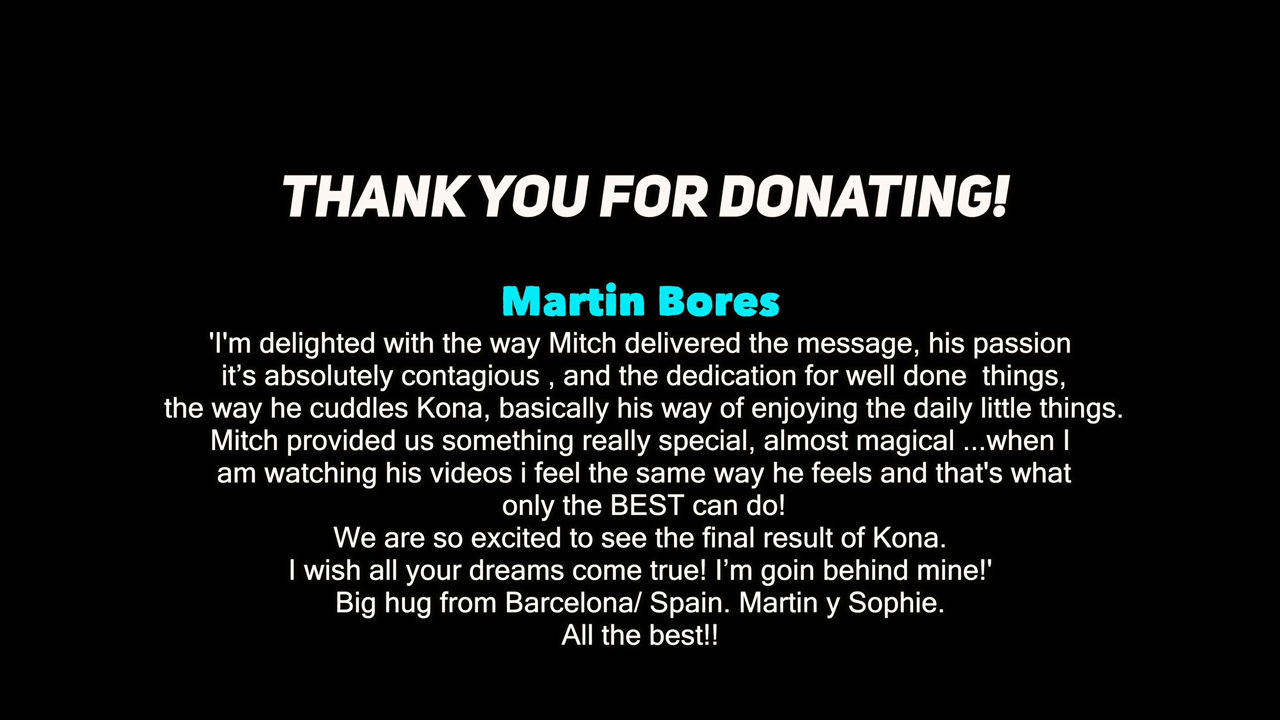 THANK YOU FOR DONATING!
Martin Bores
'I'm delighted with the way Mitch delivered the message, his passion
it’s absolutely contagious , and the dedication for well done  things,
the way he cuddles Kona, basically his way of enjoying the daily little things.
Mitch provided us something really special, almost magical ...when I
am watching his videos i feel the same way he feels and that's what
only the BEST can do!
We are so excited to see the final result of Kona.
I wish all your dreams come true! I’m goin behind mine!'
Big hug from Barcelona/ Spain. Martin y Sophie.
All the best!!